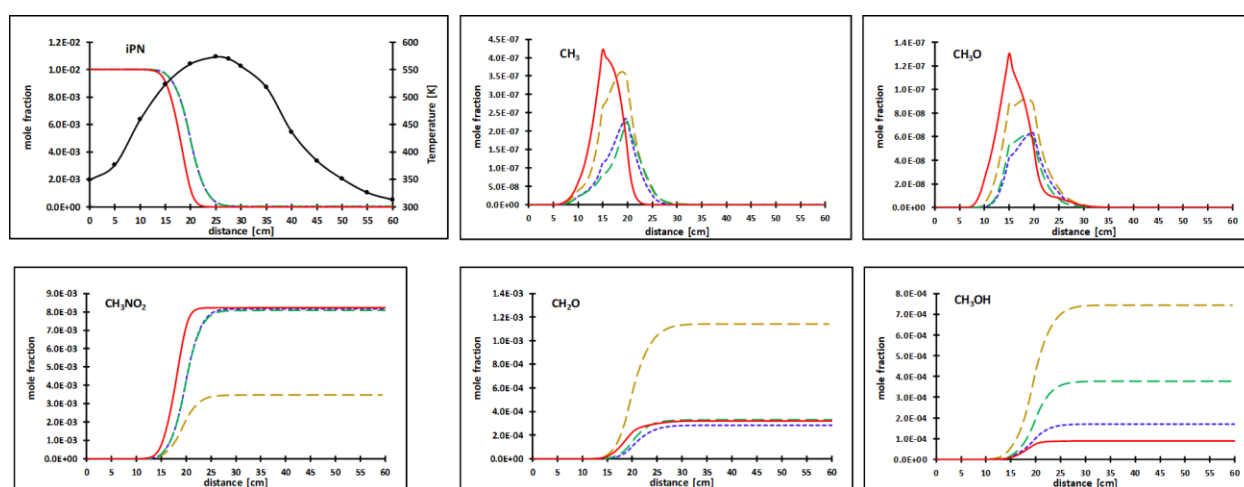 iPN
mole fraction
1.2E-02
1.0E-02
8.0E-03
6.0E-03
4.0E-03
2.0E-03
0.0E+00
600
550
500
450
400
350
300
Temperature [K]
0 5 10 15 20 25 30 35 40 45 50 55 60
distance [cm]
CH₃
mole fraction
4.5E-07
4.0E-07
3.5E-07
3.0E-07
2.5E-07
2.0E-07
1.5E-07
1.0E-07
5.0E-08
0.0E+00
0 5 10 15 20 25 30 35 40 45 50 55 60
distance [cm]
CH₃O
mole fraction
1.4E-07
1.2E-07
1.0E-07
8.0E-08
6.0E-08
4.0E-08
2.0E-08
0.0E+00
0 5 10 15 20 25 30 35 40 45 50 55 60
distance [cm]
CH₃NO₂
mole fraction
9.0E-03
8.0E-03
7.0E-03
6.0E-03
5.0E-03
4.0E-03
3.0E-03
2.0E-03
1.0E-03
0.0E+00
0 5 10 15 20 25 30 35 40 45 50 55 60
distance [cm]
CH₂O
mole fraction
1.4E-03
1.2E-03
1.0E-03
8.0E-04
6.0E-04
4.0E-04
2.0E-04
0.0E+00
0 5 10 15 20 25 30 35 40 45 50 55 60
distance [cm]
CH₃OH
mole fraction
8.0E-04
7.0E-04
6.0E-04
5.0E-04
4.0E-04
3.0E-04
2.0E-04
1.0E-04
0.0E+00
0 5 10 15 20 25 30 35 40 45 50 55 60
distance [cm]